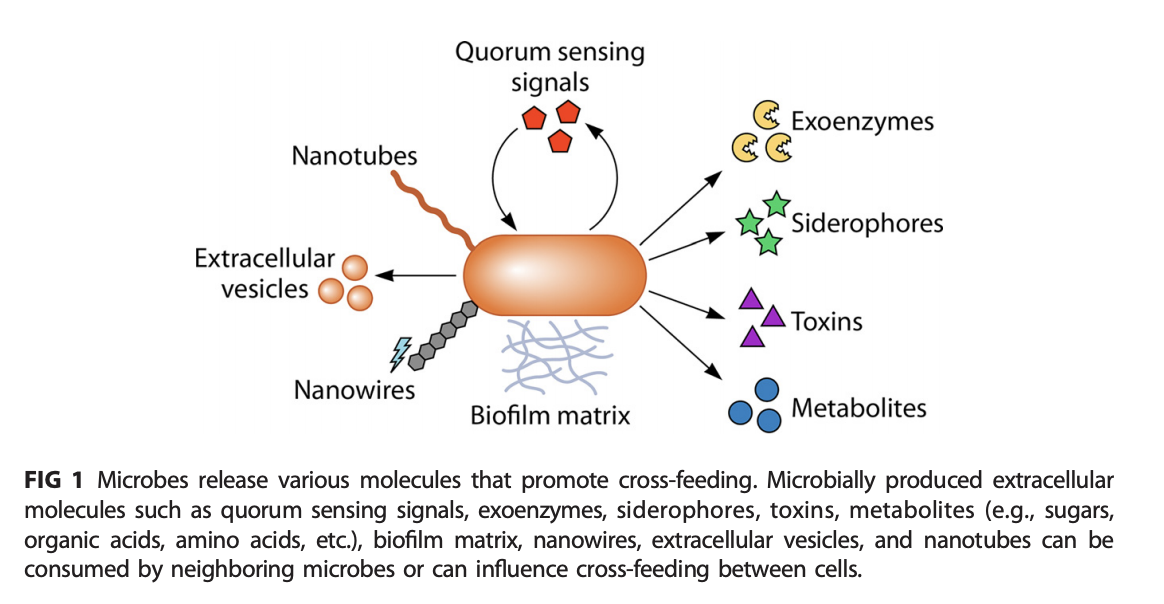 Quorum sensing
signals
Exoenzymes
Nanotubes
Siderophores
Extracellular
vesicles
Toxins
Nanowires
Biofilm matrix
Metabolites
FIG 1 Microbes release various molecules that promote cross-feeding. Microbially produced extracellular
molecules such as quorum sensing signals, exoenzymes, siderophores, toxins, metabolites (e.g., sugars,
organic acids, amino acids, etc.), biofilm matrix, nanowires, extracellular vesicles, and nanotubes can be
consumed by neighboring microbes or can influence cross-feeding between cells.